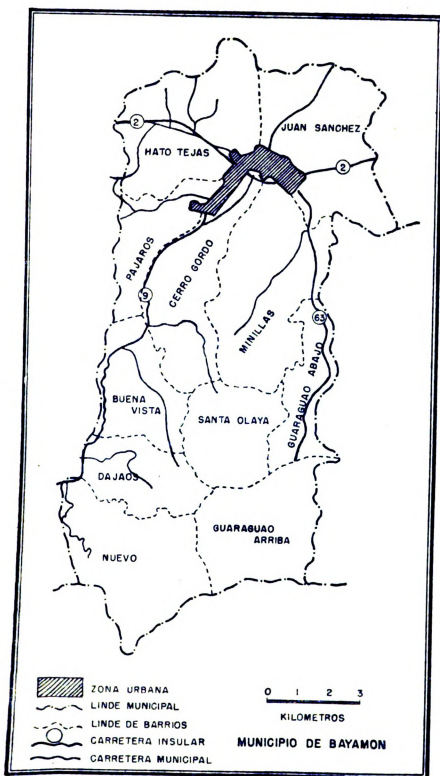 2
JUAN SANCHEZ
HATO TEJAS
2
PAJAROS
CERRO GORDO
9
MINILLAS
63
GUARAGUAO ABAJO
BUENA
VISTA
SANTA OLAYA
DAJAOS
GUARAGUAO
ARRIBA
NUEVO
ZONA URBANA
LINDE MUNICIPAL
LINDE DE BARRIOS
CARRETERA INSULAR
CARRETERA MUNICIPAL
0 1 2 3
KILOMETROS
MUNICIPIO DE BAYAMON